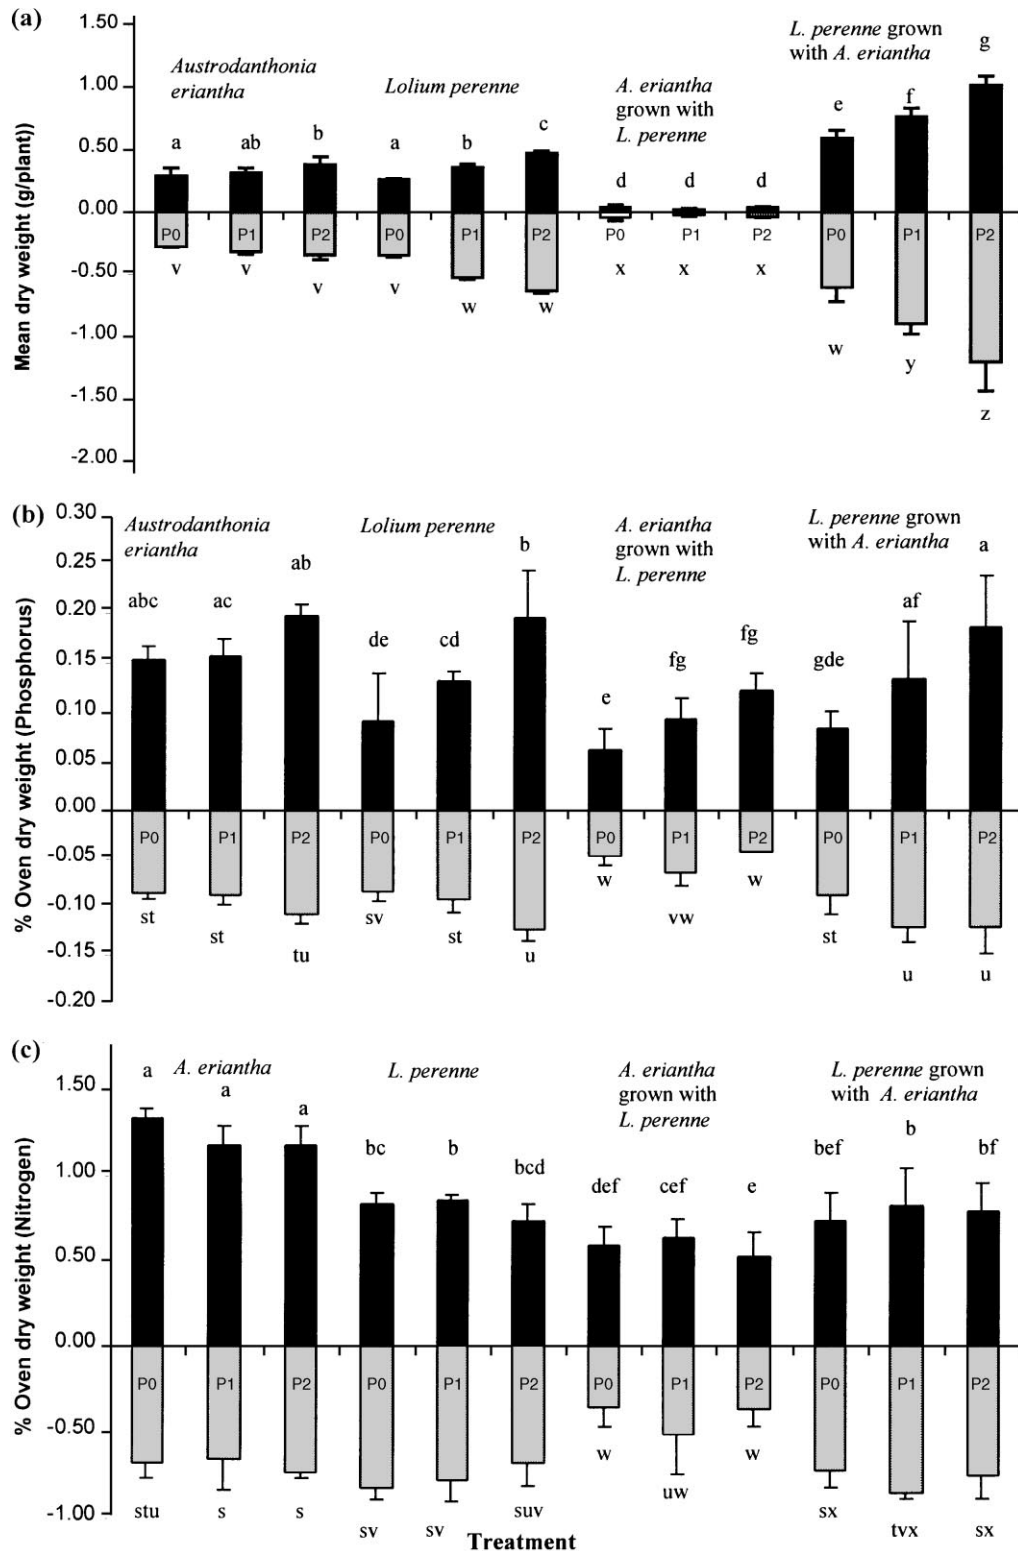 (a)
1.50
1.00
0.50
0.00
-0.50
-1.00
-1.50
-2.00
Mean dry weight (g/plant))
Austrodanthonia
eriantha
Lolium perenne
A. eriantha
grown with
L. perenne
L. perenne grown
with A. eriantha
a ab b a b c d d d e f g
P0 P1 P2 P0 P1 P2 P0 P1 P2 P0 P1 P2
v v v v w w x x x w y z
(b)
0.30
0.25
0.20
0.15
0.10
0.05
0.00
-0.05
-0.10
-0.15
-0.20
% Oven dry weight (Phosphorus)
Austrodanthonia
eriantha
Lolium perenne
A. eriantha
grown with
L. perenne
L. perenne grown
with A. eriantha
abc ac ab de cd b e fg fg gde af a
P0 P1 P2 P0 P1 P2 P0 P1 P2 P0 P1 P2
st st tu sv st u w vw w st u u
(c)
1.50
1.00
0.50
0.00
-0.50
-1.00
% Oven dry weight (Nitrogen)
A. eriantha
L. perenne
A. eriantha
grown with
L. perenne
L. perenne grown
with A. eriantha
a a a bc b bcd def cef e bef b bf
P0 P1 P2 P0 P1 P2 P0 P1 P2 P0 P1 P2
stu s s sv sv suv w uw w sx tvx sx
Treatment